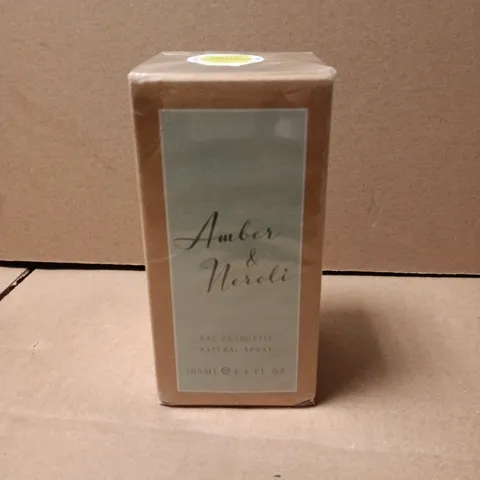 Amber
&
Neroli
EAU DE TOILETTE
NATURAL SPRAY
100ML e 3.4 FL OZ